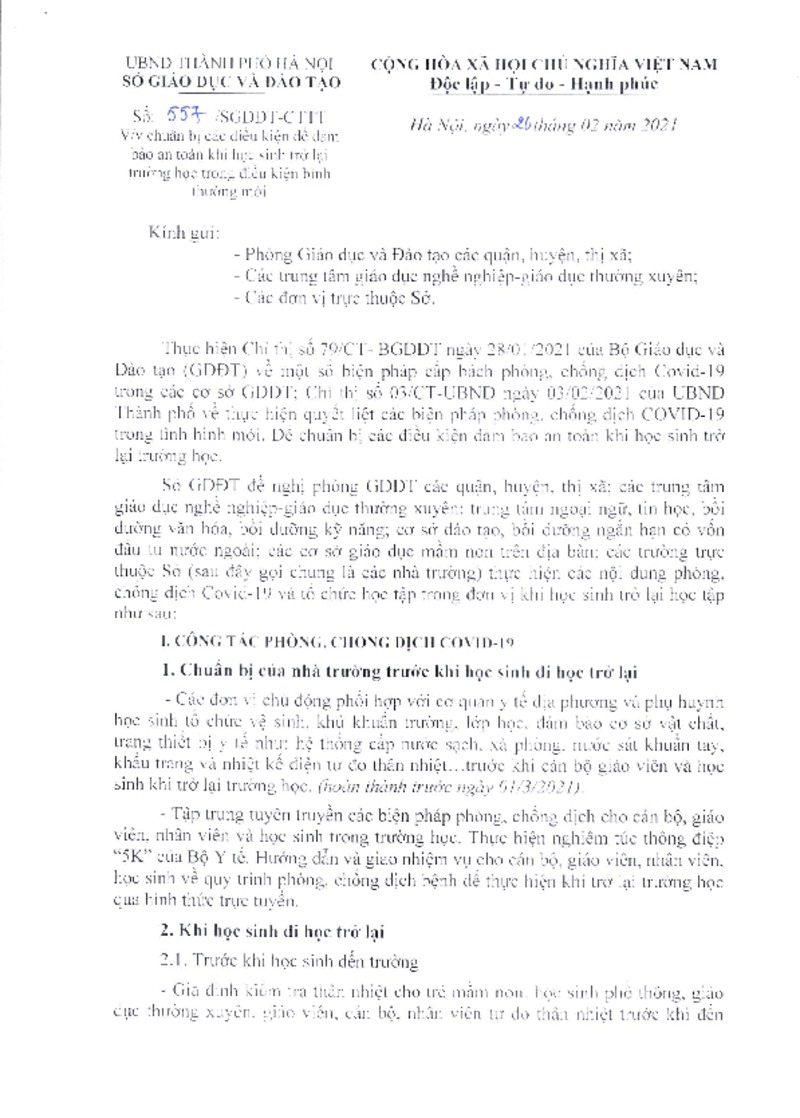 UBND THÀNH PHỐ HÀ NỘI
SỞ GIÁO DỤC VÀ ĐÀO TẠO
CỘNG HÒA XÃ HỘI CHỦ NGHĨA VIỆT NAM
Độc lập - Tự do - Hạnh phúc
Số: 557 /SGDĐT-CTTT
Hà Nội, ngày 26 tháng 02 năm 2021
V/v chuẩn bị các điều kiện để đảm
bảo an toàn khi học sinh trở lại
trường học trong điều kiện bình
thường mới
Kính gửi:
- Phòng Giáo dục và Đào tạo các quận, huyện, thị xã;
- Các trung tâm giáo dục nghề nghiệp-giáo dục thường xuyên;
- Các đơn vị trực thuộc Sở.
Thực hiện Chỉ thị số 79/CT- BGDĐT ngày 28/01/2021 của Bộ Giáo dục và
Đào tạo (GDĐT) về một số biện pháp cấp bách phòng, chống dịch Covid-19
trong các cơ sở GDĐT; Chỉ thị số 03/CT-UBND ngày 03/02/2021 của UBND
Thành phố về thực hiện quyết liệt các biện pháp phòng, chống dịch COVID-19
trong tình hình mới. Để chuẩn bị các điều kiện đảm bảo an toàn khi học sinh trở
lại trường học.
Sở GDĐT đề nghị phòng GDĐT các quận, huyện, thị xã; các trung tâm
giáo dục nghề nghiệp-giáo dục thường xuyên; trung tâm ngoại ngữ, tin học, bồi
dưỡng văn hóa, bồi dưỡng kỹ năng; cơ sở đào tạo, bồi dưỡng ngắn hạn có vốn
đầu tư nước ngoài; các cơ sở giáo dục mầm non trên địa bàn; các trường trực
thuộc Sở (sau đây gọi chung là các nhà trường) thực hiện các nội dung phòng,
chống dịch Covid-19 và tổ chức học tập trong đơn vị khi học sinh trở lại học tập
như sau:
I. CÔNG TÁC PHÒNG, CHỐNG DỊCH COVID-19
1. Chuẩn bị của nhà trường trước khi học sinh đi học trở lại
- Các đơn vị chủ động phối hợp với cơ quan y tế địa phương và phụ huynh
học sinh tổ chức vệ sinh, khử khuẩn trường, lớp học, đảm bảo cơ sở vật chất,
trang thiết bị y tế như: hệ thống cấp nước sạch, xà phòng, nước sát khuẩn tay,
khẩu trang và nhiệt kế điện tử đo thân nhiệt…trước khi cán bộ giáo viên và học
sinh khi trở lại trường học. (hoàn thành trước ngày 01/3/2021).
- Tập trung tuyên truyền các biện pháp phòng, chống dịch cho cán bộ, giáo
viên, nhân viên và học sinh trong trường học. Thực hiện nghiêm túc thông điệp
“5K” của Bộ Y tế. Hướng dẫn và giao nhiệm vụ cho cán bộ, giáo viên, nhân viên,
học sinh về quy trình phòng, chống dịch bệnh để thực hiện khi trở lại trường học
qua hình thức trực tuyến.
2. Khi học sinh đi học trở lại
2.1. Trước khi học sinh đến trường
- Gia đình kiểm tra thân nhiệt cho trẻ mầm non, học sinh phổ thông, giáo
dục thường xuyên, giáo viên, cán bộ, nhân viên tự đo thân nhiệt trước khi đến